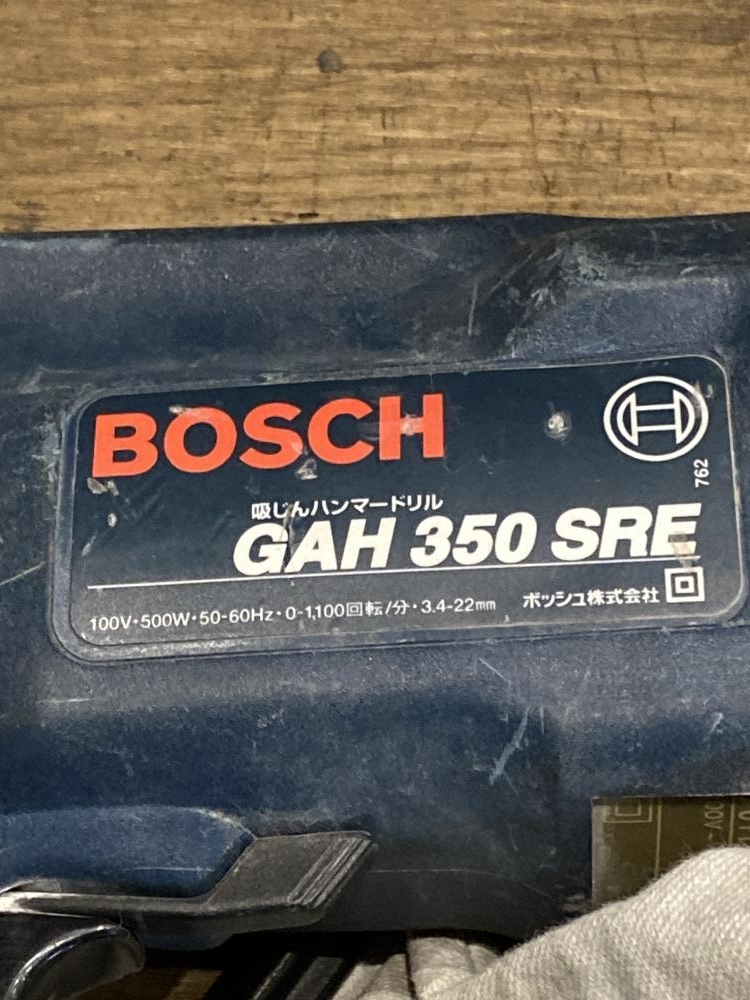 BOSCH
762
吸じんハンマードリル
GAH 350 SRE
100V・500W・50-60Hz・0-1,100回転/分・3.4-22mm
ボッシュ株式会社